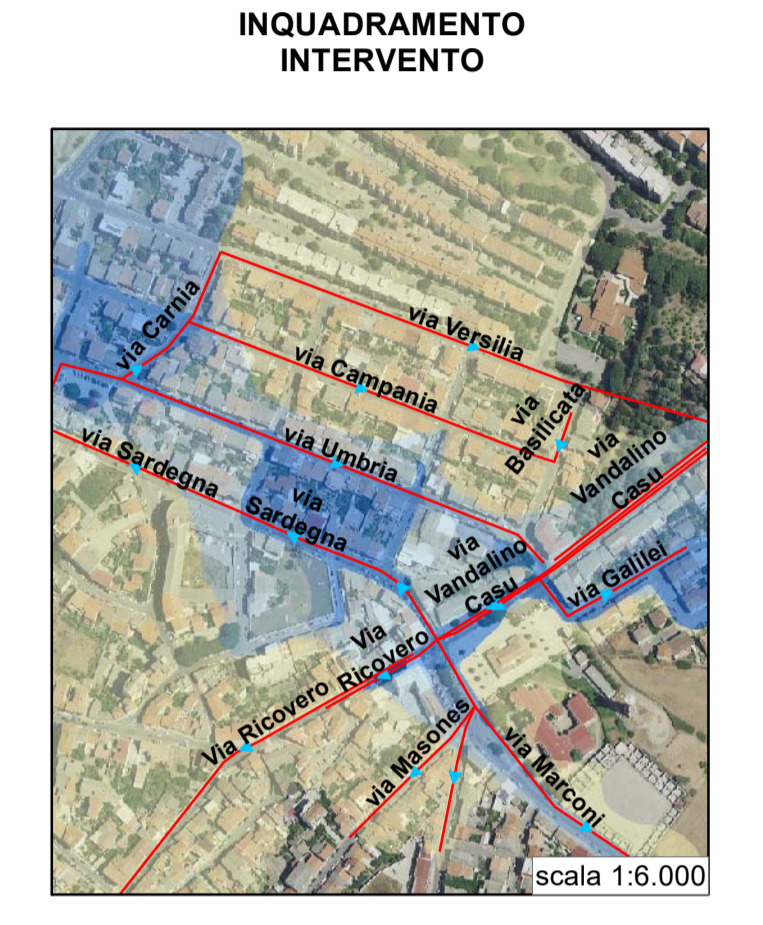 INQUADRAMENTO
INTERVENTO
via Carnia
via Versilia
via Campania
via
Basilicata
via
Vandalino
Casu
via Umbria
via Sardegna
via
Sardegna
via
Vandalino
Casu
via Galilei
Via
Ricovero
Via Ricovero
via Masones
via Marconi
scala 1:6.000